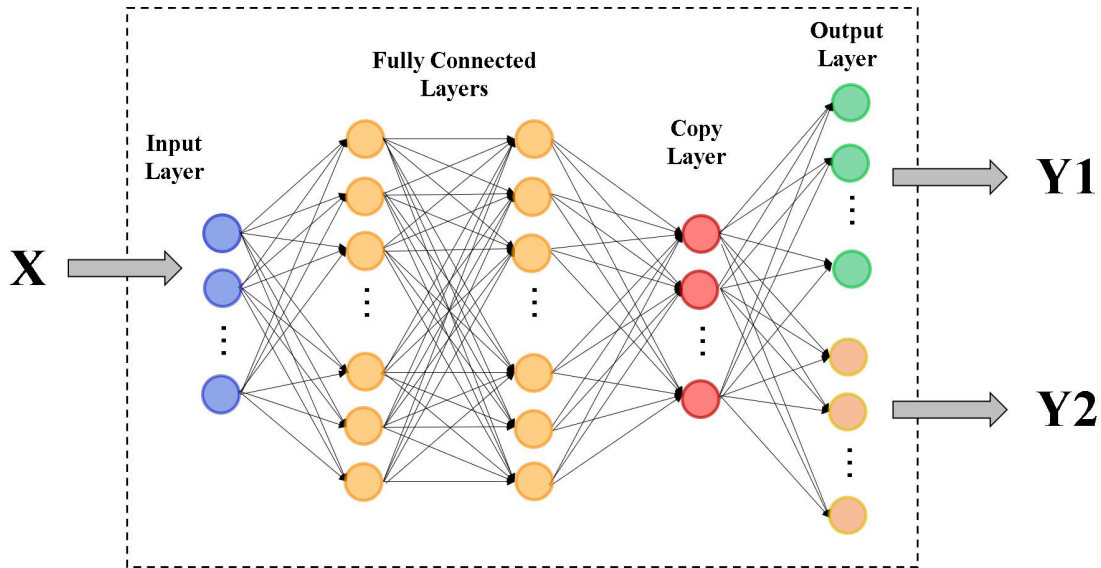 Output
Layer
Fully Connected
Layers
Copy
Layer
Input
Layer
X
Y1
Y2